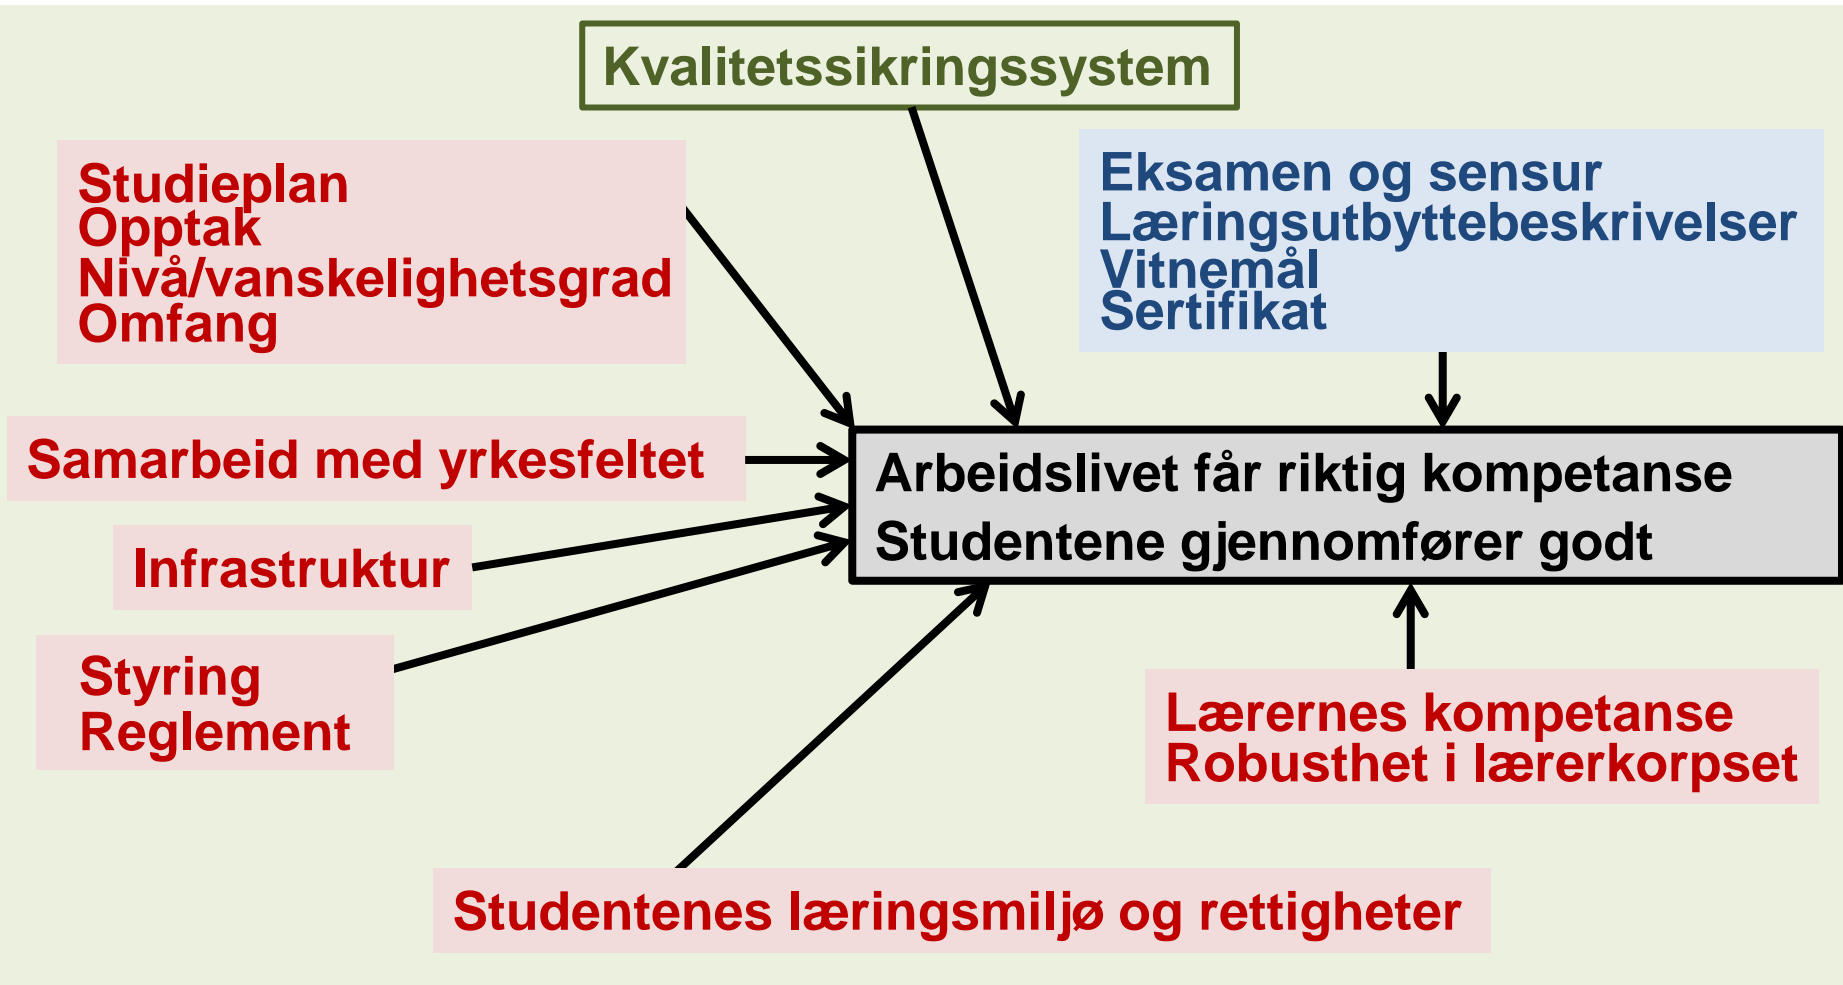 Kvalitetssikringssystem
Studieplan
Opptak
Nivå/vanskelighetsgrad
Omfang
Eksamen og sensur
Læringsutbyttebeskrivelser
Vitnemål
Sertifikat
Samarbeid med yrkesfeltet
Arbeidslivet får riktig kompetanse
Studentene gjennomfører godt
Infrastruktur
Styring
Reglement
Lærernes kompetanse
Robusthet i lærerkorpset
Studentenes læringsmiljø og rettigheter